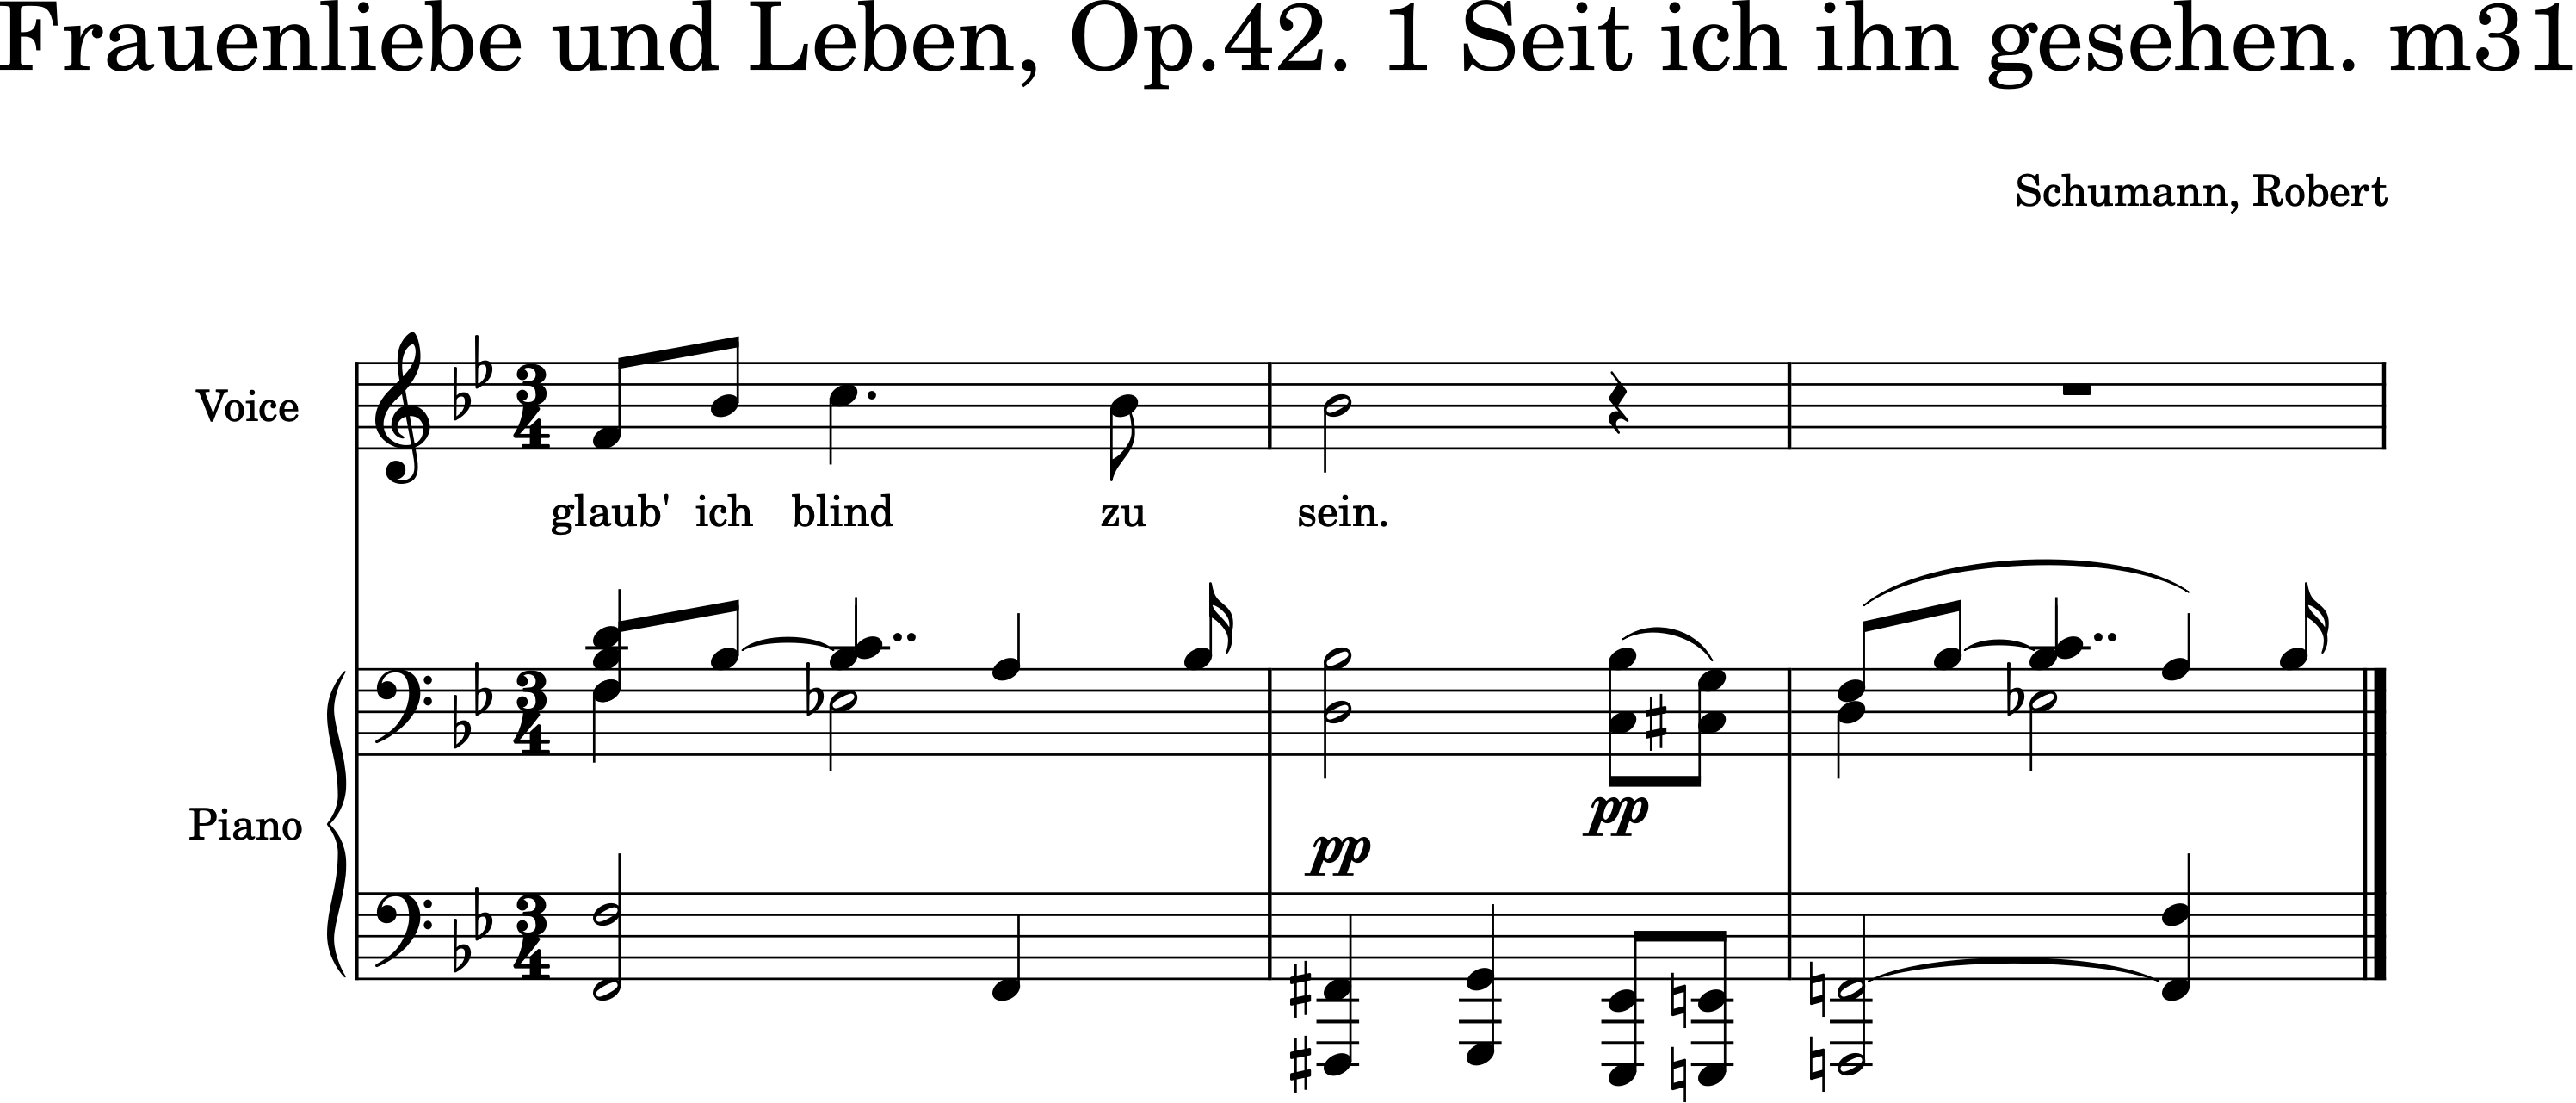 Frauenliebe und Leben, Op.42. 1 Seit ich ihn gesehen. m31
Schumann, Robert
Voice
glaub' ich blind zu sein.
Piano
pp
pp